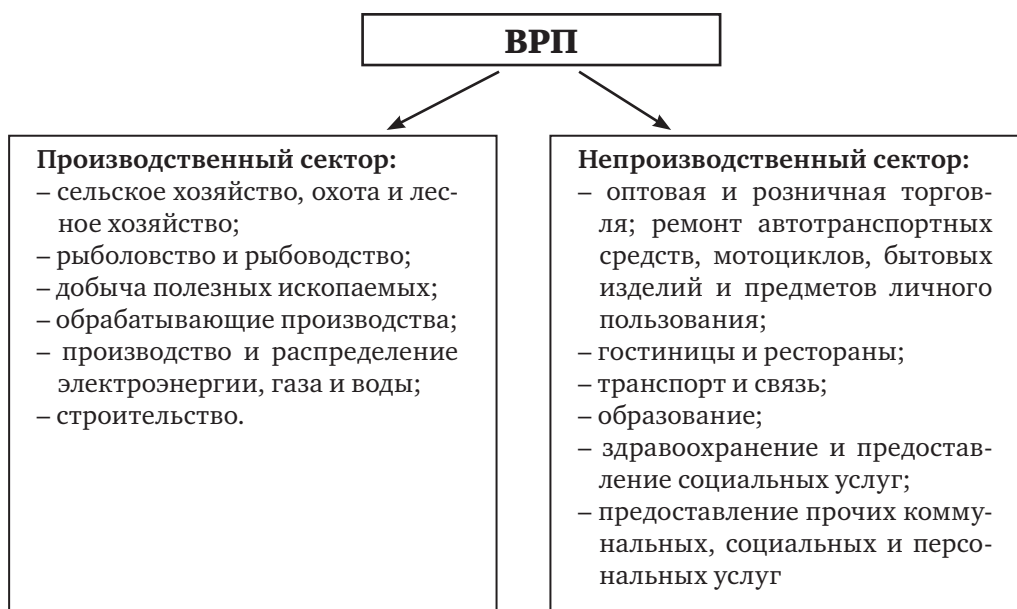 ВРП
Производственный сектор:
– сельское хозяйство, охота и лес-
ное хозяйство;
– рыболовство и рыбоводство;
– добыча полезных ископаемых;
– обрабатывающие производства;
– производство и распределение
электроэнергии, газа и воды;
– строительство.
Непроизводственный сектор:
– оптовая и розничная торгов-
ля; ремонт автотранспортных
средств, мотоциклов, бытовых
изделий и предметов личного
пользования;
– гостиницы и рестораны;
– транспорт и связь;
– образование;
– здравоохранение и предостав-
ление социальных услуг;
– предоставление прочих комму-
нальных, социальных и персо-
нальных услуг